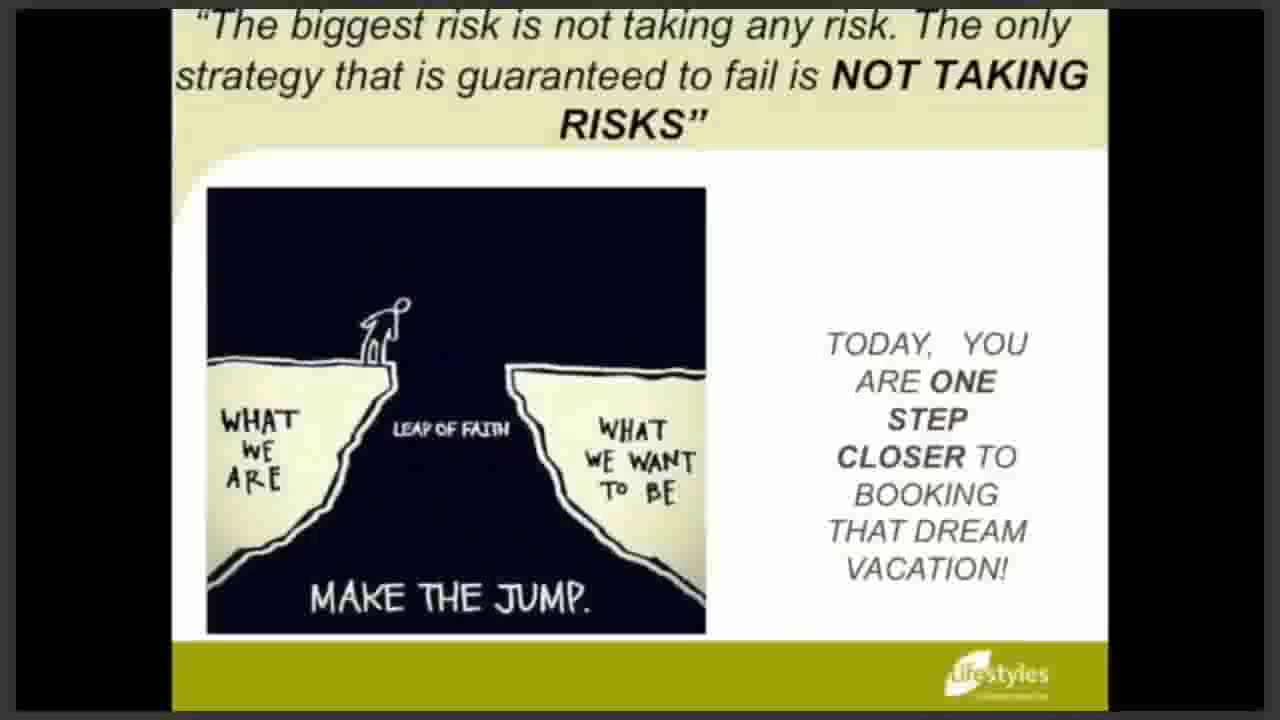 “The biggest risk is not taking any risk. The only
strategy that is guaranteed to fail is NOT TAKING
RISKS”
WHAT
WE
ARE
LEAP OF FAITH
WHAT
WE WANT
TO BE
MAKE THE JUMP.
TODAY, YOU
ARE ONE
STEP
CLOSER TO
BOOKING
THAT DREAM
VACATION!
Lifestyles